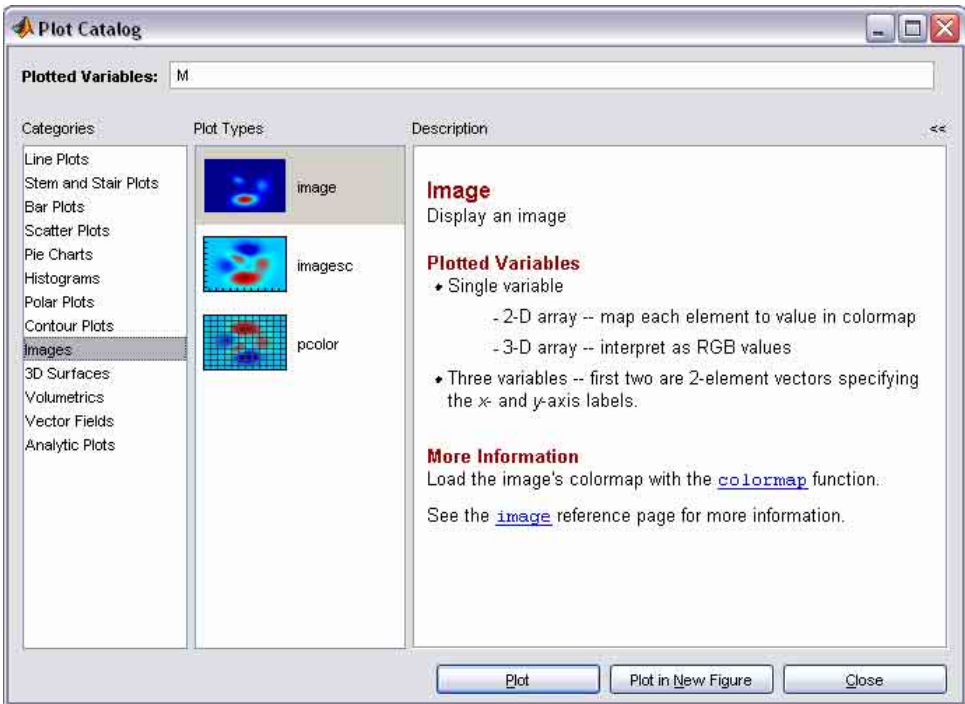 Plot Catalog
Plotted Variables: M
Categories
Line Plots
Stem and Stair Plots
Bar Plots
Scatter Plots
Pie Charts
Histograms
Polar Plots
Contour Plots
Images
3D Surfaces
Volumetrics
Vector Fields
Analytic Plots
Plot Types
image
imagesc
pcolor
Description <<
Image
Display an image
Plotted Variables
Single variable
- 2-D array -- map each element to value in colormap
- 3-D array -- interpret as RGB values
Three variables -- first two are 2-element vectors specifying
the x- and y-axis labels.
More Information
Load the image's colormap with the colormap function.
See the image reference page for more information.
Plot
Plot in New Figure
Close